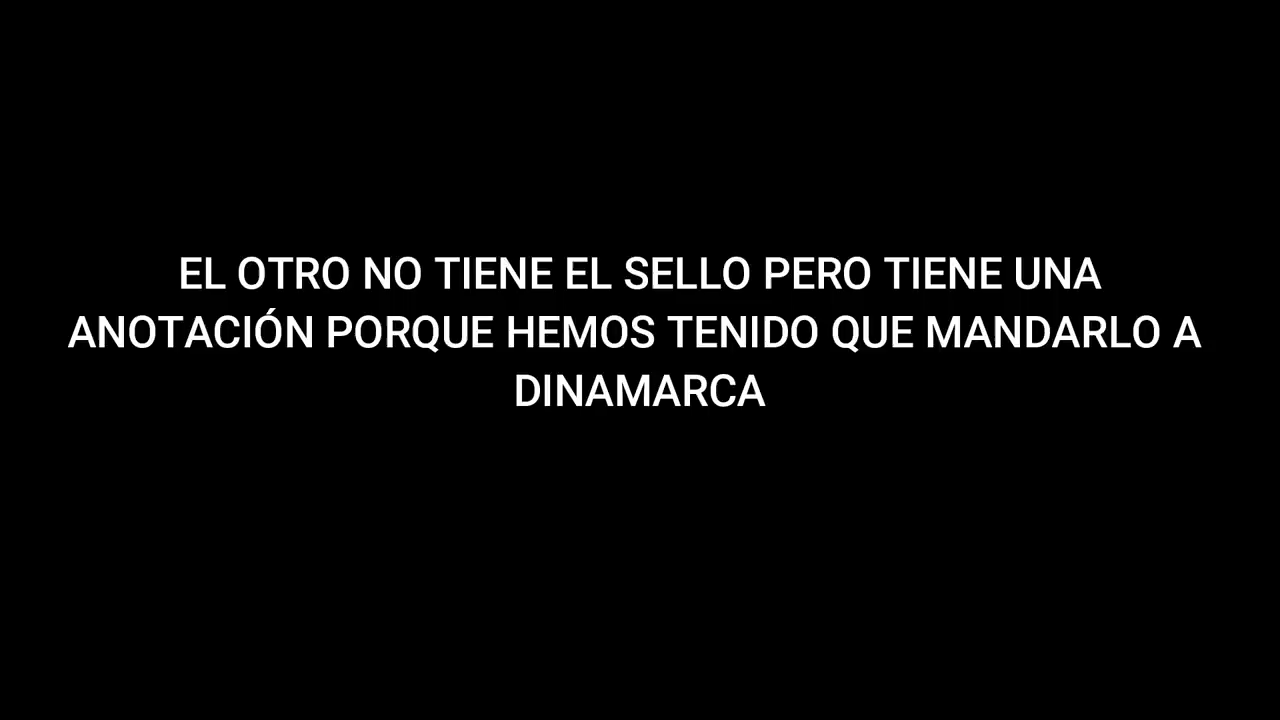 EL OTRO NO TIENE EL SELLO PERO TIENE UNA
ANOTACIÓN PORQUE HEMOS TENIDO QUE MANDARLO A
DINAMARCA